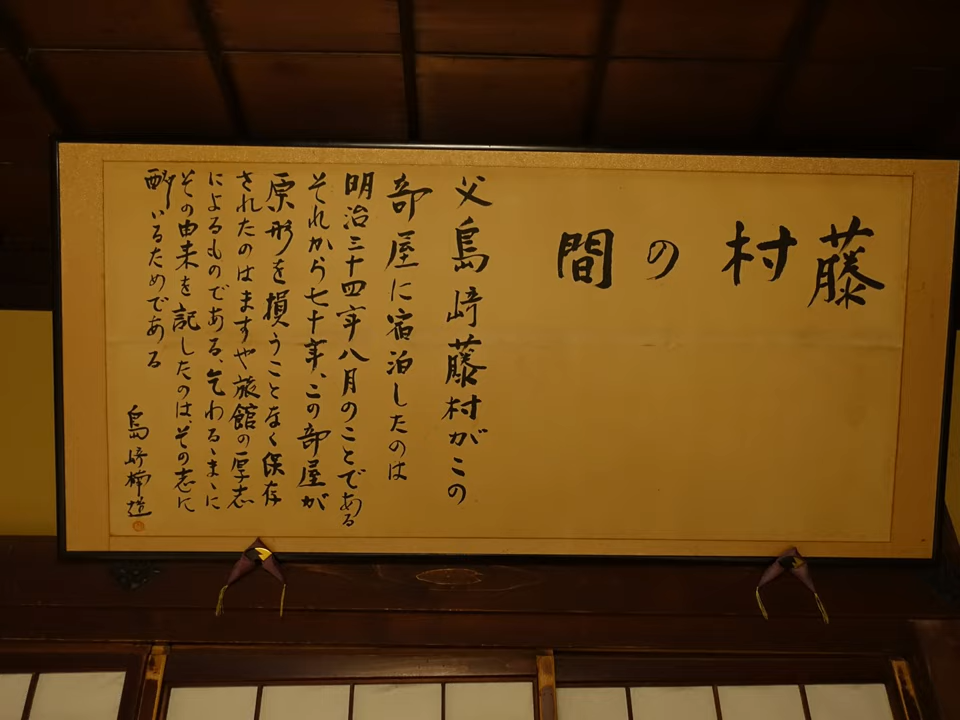 藤村の間
父島﨑藤村がこの
部屋に宿泊したのは
明治三十四年八月のことである
それから七十年、この部屋が
原形を損うことなく保存
されたのはますや旅館の厚志
によるものである、乞わるゝまゝに
その由来を記したのは、その志に
酬いるためである
島﨑楠雄